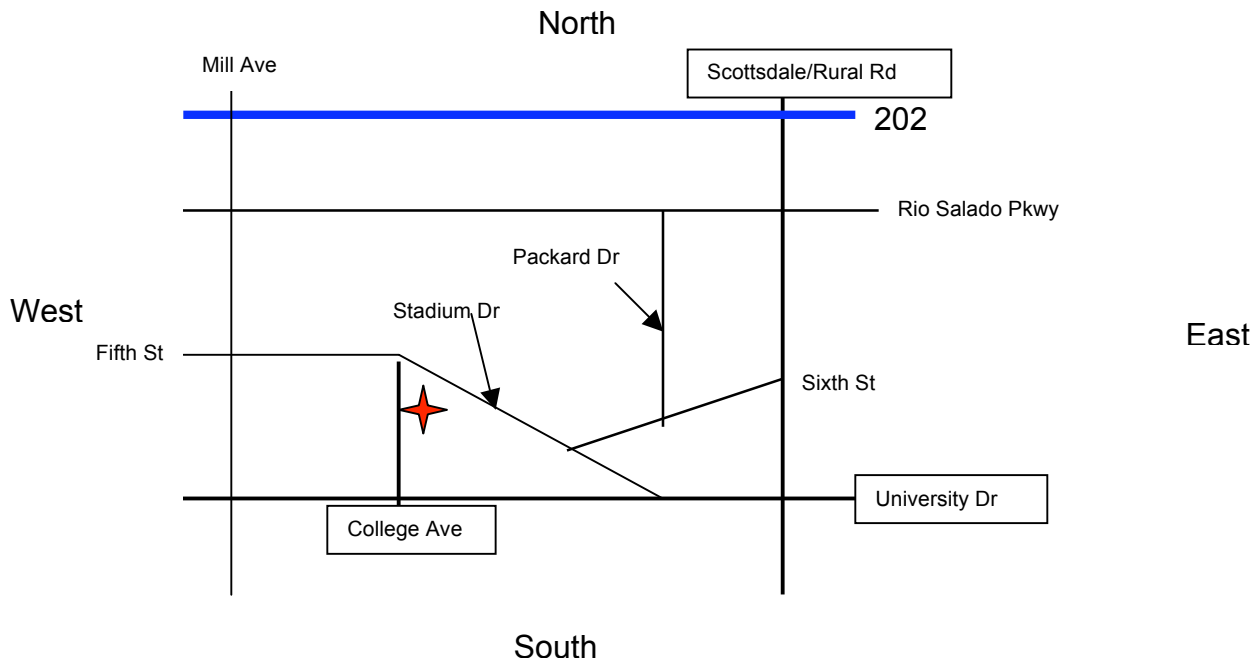 North
Mill Ave
Scottsdale/Rural Rd
202
Rio Salado Pkwy
Packard Dr
West
Stadium Dr
East
Fifth St
Sixth St
University Dr
College Ave
South